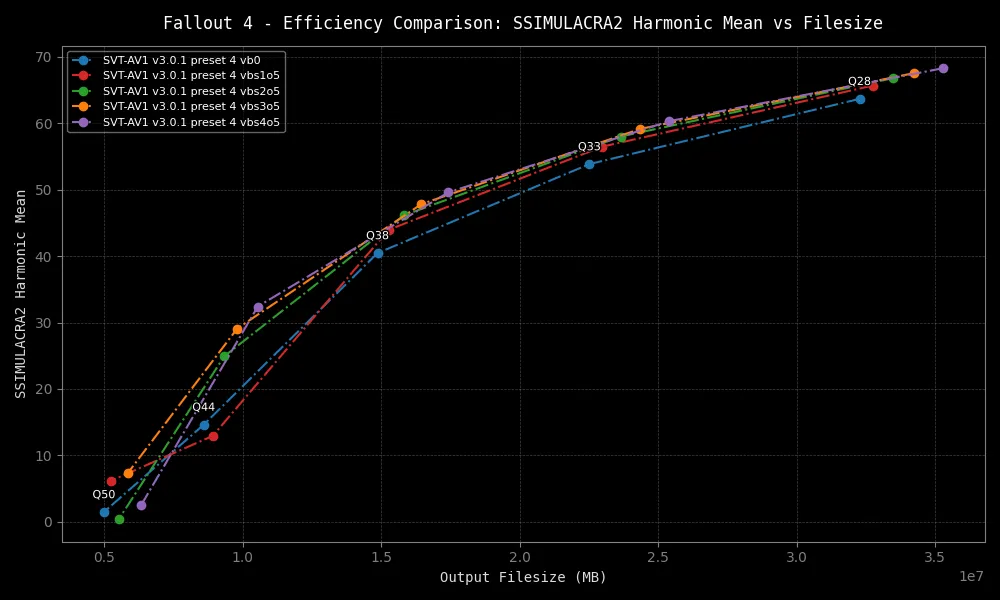 Fallout 4 - Efficiency Comparison: SSIMULACRA2 Harmonic Mean vs Filesize
SVT-AV1 v3.0.1 preset 4 vb0
SVT-AV1 v3.0.1 preset 4 vbs1o5
SVT-AV1 v3.0.1 preset 4 vbs2o5
SVT-AV1 v3.0.1 preset 4 vbs3o5
SVT-AV1 v3.0.1 preset 4 vbs4o5
SSIMULACRA2 Harmonic Mean
70
60
50
40
30
20
10
0
Q28
Q33
Q38
Q44
Q50
0.5 1.0 1.5 2.0 2.5 3.0 3.5
1e7
Output Filesize (MB)